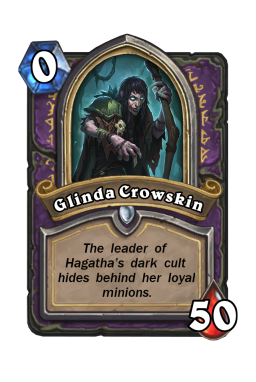 0
Glinda Crowskin
The leader of
Hagatha's dark cult
hides behind her loyal
minions.
50